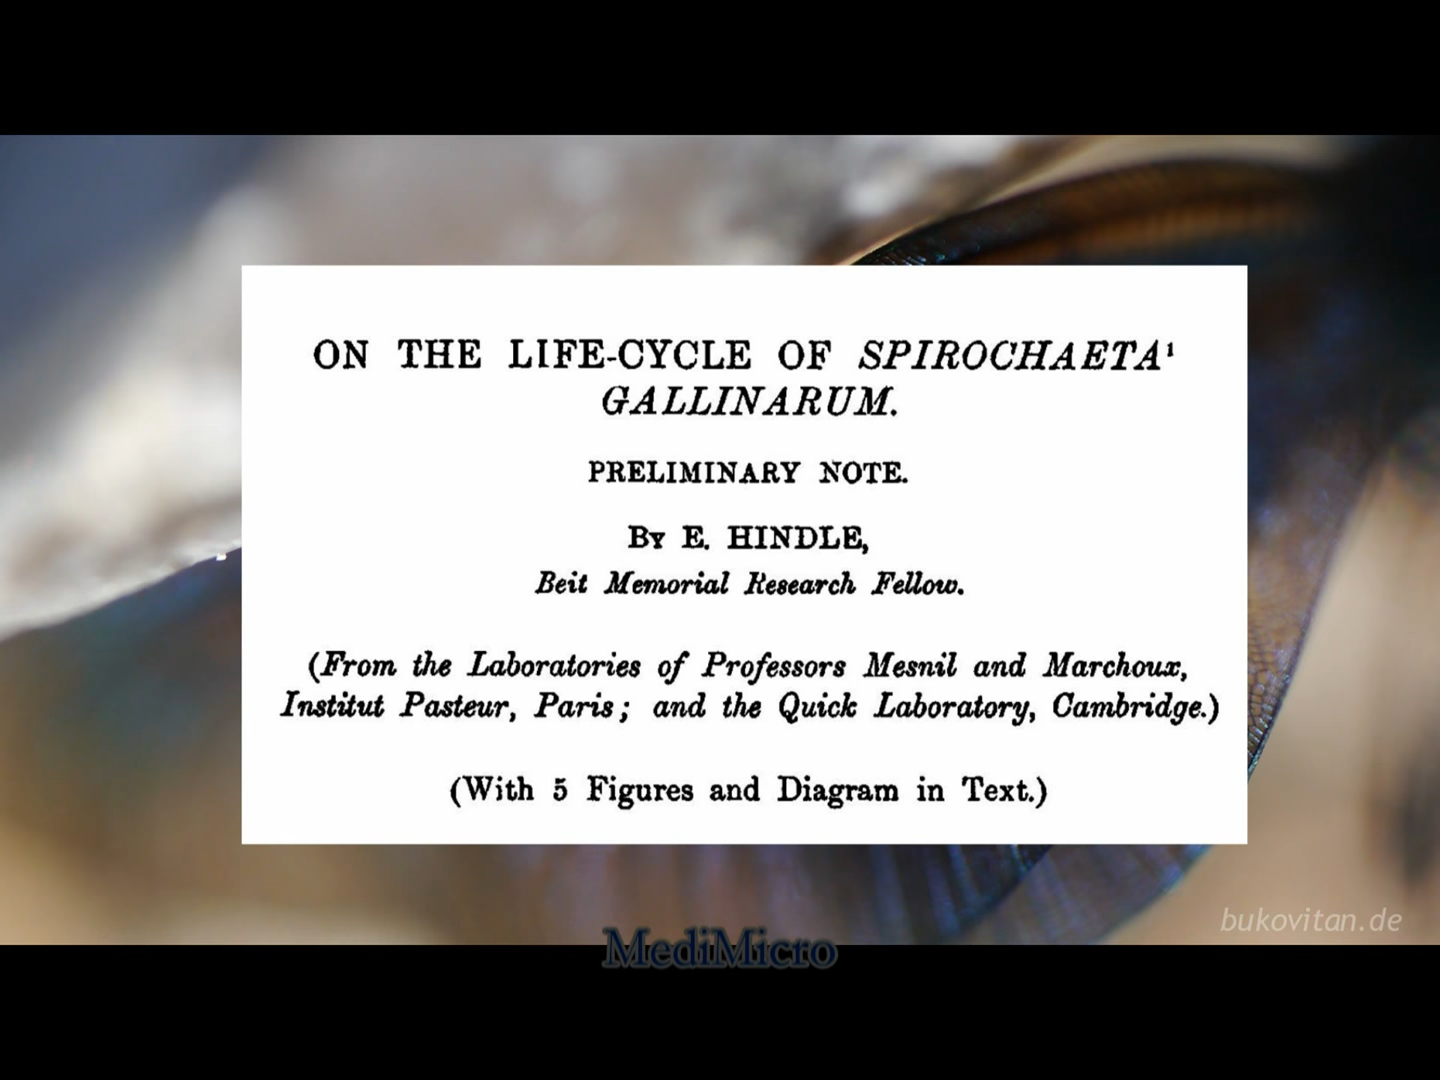 ON THE LIFE-CYCLE OF SPIROCHAETA¹
GALLINARUM.
PRELIMINARY NOTE.
By E. HINDLE,
Beit Memorial Research Fellow.
(From the Laboratories of Professors Mesnil and Marchoux,
Institut Pasteur, Paris; and the Quick Laboratory, Cambridge.)
(With 5 Figures and Diagram in Text.)
bukovitan.de
MediMicro